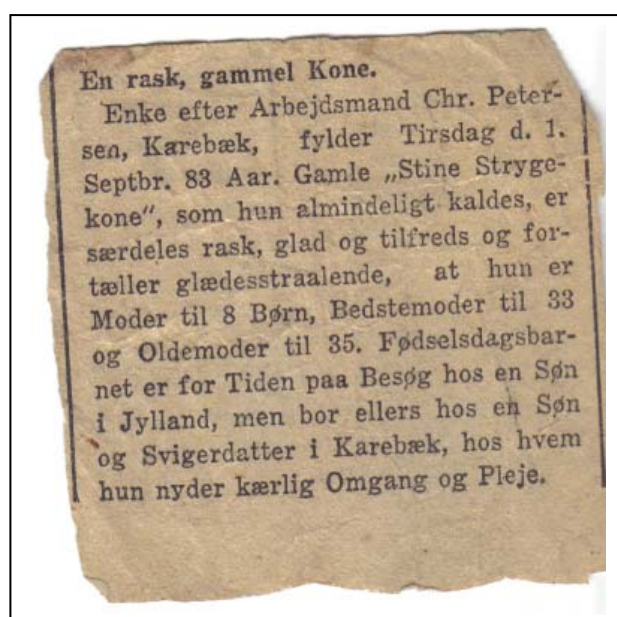 En rask, gammel Kone.
Enke efter Arbejdsmand Chr. Peter-
sen, Karebæk, fylder Tirsdag d. 1.
Septbr. 83 Aar. Gamle „Stine Stryge-
kone“, som hun almindeligt kaldes, er
særdeles rask, glad og tilfreds og for-
tæller glædesstraalende, at hun er
Moder til 8 Børn, Bedstemoder til 33
og Oldemoder til 35. Fødselsdagsbar-
net er for Tiden paa Besøg hos en Søn
i Jylland, men bor ellers hos en Søn
og Svigerdatter i Karebæk, hos hvem
hun nyder kærlig Omgang og Pleje.